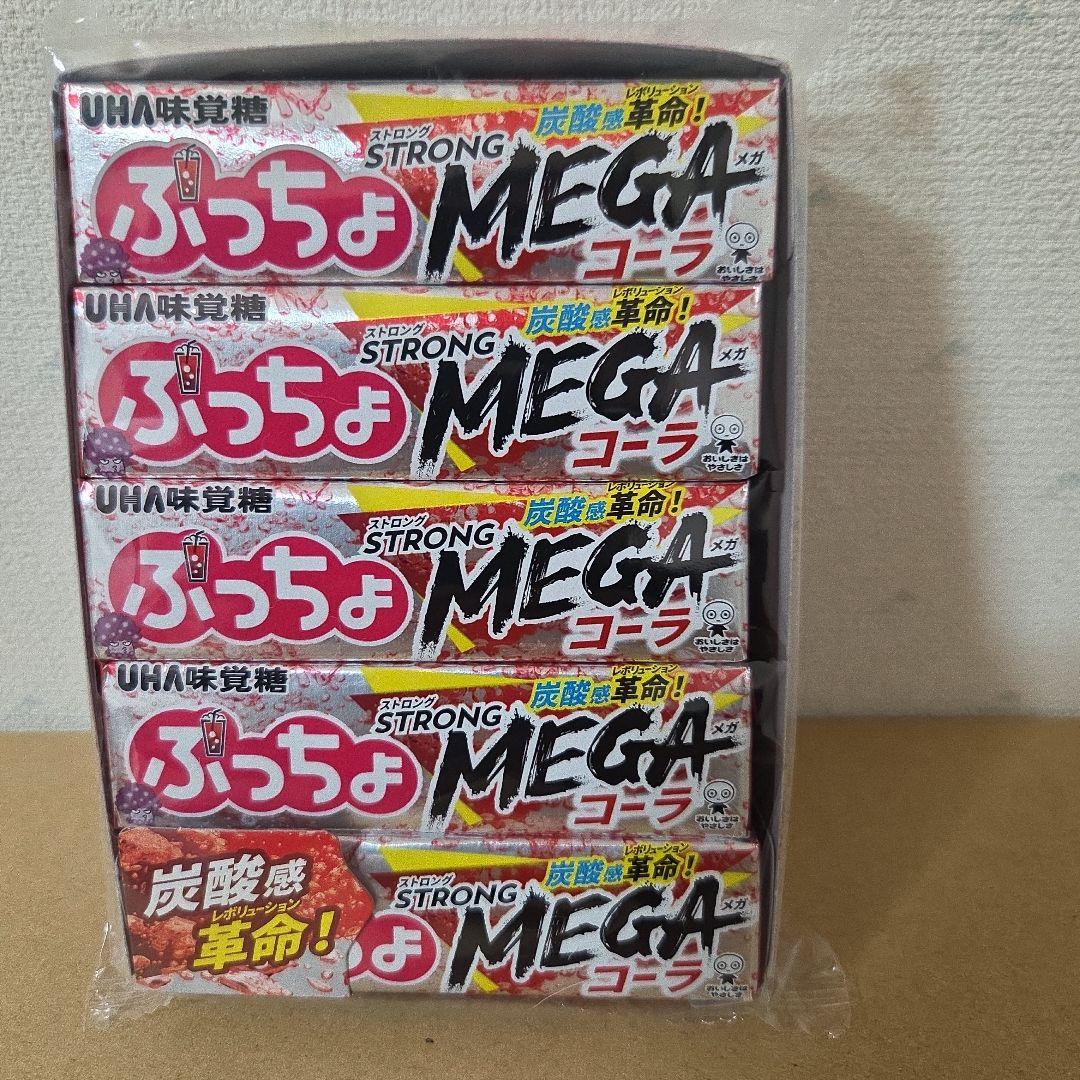 UHA味覚糖
レボリューション
炭酸感革命!
ストロング
STRONG
ぷっちょ
MEGA
メガ
コーラ
おいしさは
やさしさ
UHA味覚糖
レボリューション
炭酸感革命!
ストロング
STRONG
ぷっちょ
MEGA
メガ
コーラ
おいしさは
やさしさ
UHA味覚糖
レボリューション
炭酸感革命!
ストロング
STRONG
ぷっちょ
MEGA
メガ
コーラ
おいしさは
やさしさ
UHA味覚糖
レボリューション
炭酸感革命!
ストロング
STRONG
ぷっちょ
MEGA
メガ
コーラ
おいしさは
やさしさ
炭酸感
レボリューション
革命!
レボリューション
炭酸感革命!
ストロング
STRONG
ょ
MEGA
メガ
コーラ
おいしさは
やさしさ